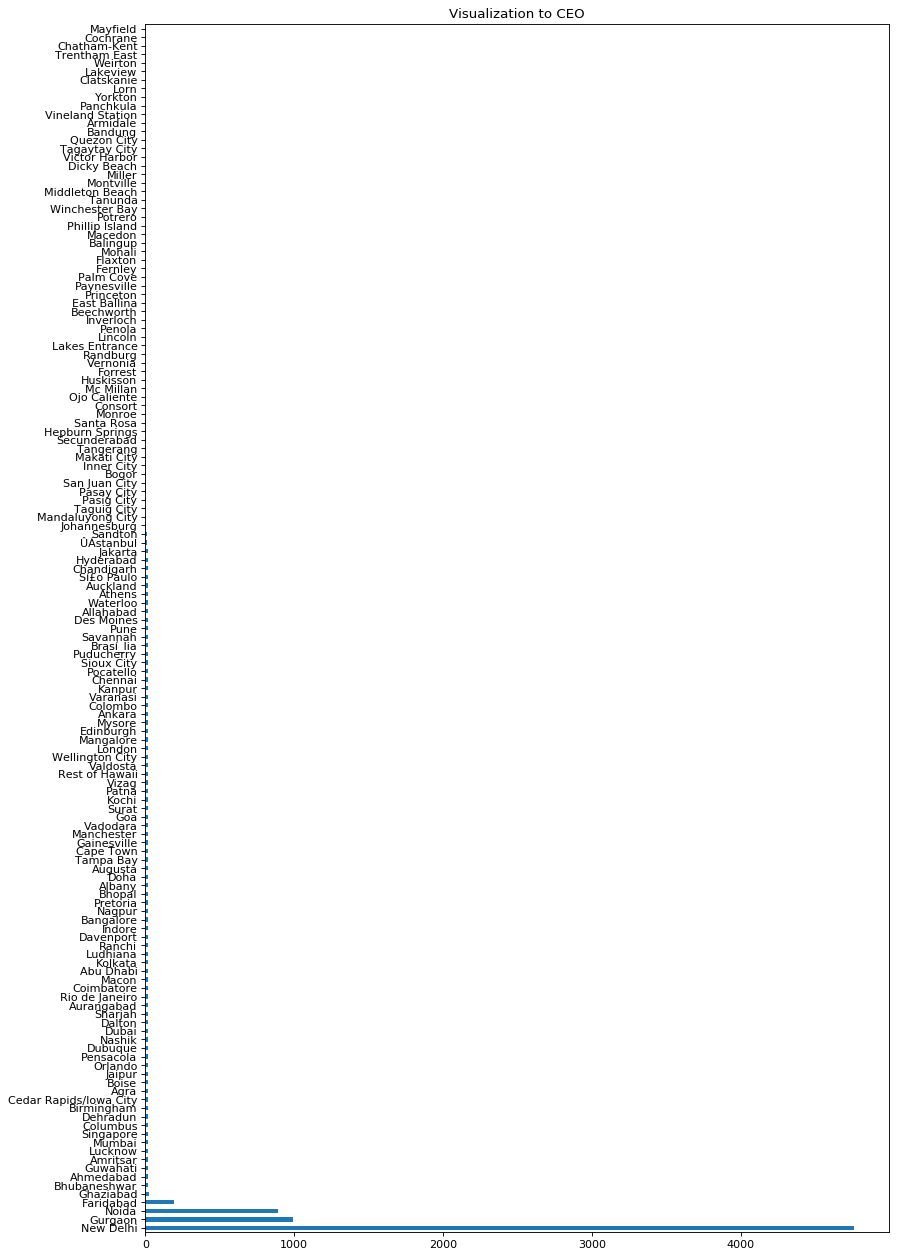 Visualization to CEO
Mayfield
Cochrane
Chatham-Kent
Trentham East
Weirton
Lakeview
Clatskanie
Lorn
Yorkton
Panchkula
Vineland Station
Armidale
Bandung
Quezon City
Tagaytay City
Victor Harbor
Dicky Beach
Miller
Montville
Middleton Beach
Tanunda
Winchester Bay
Potrero
Phillip Island
Macedon
Balingup
Mohali
Flaxton
Fernley
Palm Cove
Paynesville
Princeton
East Ballina
Beechworth
Inverloch
Penola
Lincoln
Lakes Entrance
Randburg
Vernonia
Forrest
Huskisson
Mc Millan
Ojo Caliente
Consort
Monroe
Santa Rosa
Hepburn Springs
Secunderabad
Tangerang
Makati City
Inner City
Bogor
San Juan City
Pasay City
Pasig City
Taguig City
Mandaluyong City
Johannesburg
Sandton
ÛÁstanbul
Jakarta
Hyderabad
Chandigarh
Sí£o Paulo
Auckland
Athens
Waterloo
Allahabad
Des Moines
Pune
Savannah
Brasí_lia
Puducherry
Sioux City
Pocatello
Chennai
Kanpur
Varanasi
Colombo
Ankara
Mysore
Edinburgh
Mangalore
London
Wellington City
Valdosta
Rest of Hawaii
Vizag
Patna
Kochi
Surat
Goa
Vadodara
Manchester
Gainesville
Cape Town
Tampa Bay
Augusta
Doha
Albany
Bhopal
Pretoria
Nagpur
Bangalore
Indore
Davenport
Ranchi
Ludhiana
Kolkata
Abu Dhabi
Macon
Coimbatore
Rio de Janeiro
Aurangabad
Sharjah
Dalton
Dubai
Nashik
Dubuque
Pensacola
Orlando
Jaipur
Boise
Agra
Cedar Rapids/Iowa City
Birmingham
Dehradun
Columbus
Singapore
Mumbai
Lucknow
Amritsar
Guwahati
Ahmedabad
Bhubaneshwar
Ghaziabad
Faridabad
Noida
Gurgaon
New Delhi
0 1000 2000 3000 4000